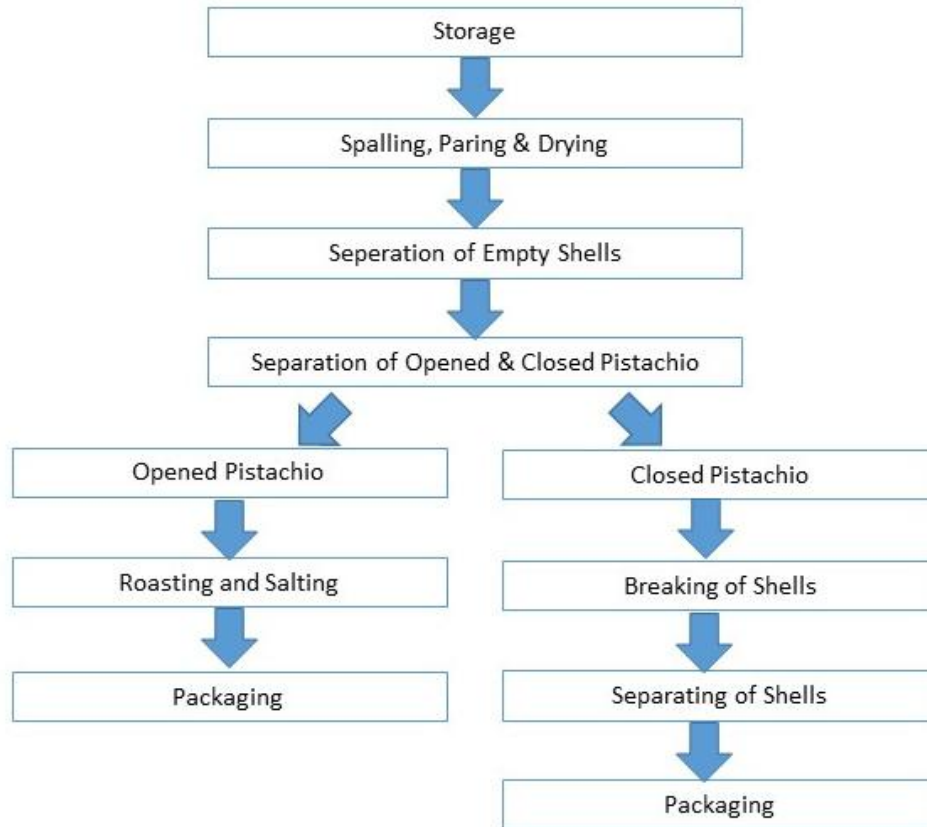 Storage
Spalling, Paring & Drying
Seperation of Empty Shells
Separation of Opened & Closed Pistachio
Opened Pistachio
Roasting and Salting
Packaging
Closed Pistachio
Breaking of Shells
Separating of Shells
Packaging